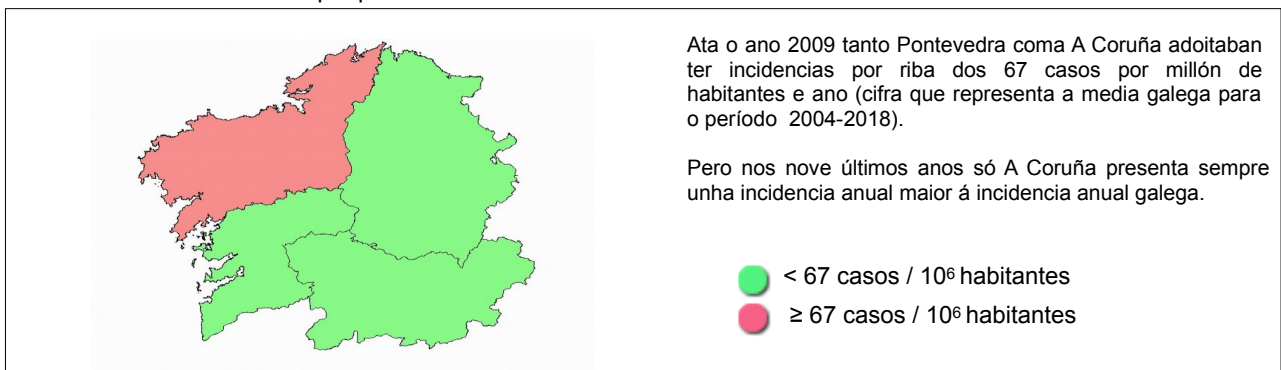 Ata o ano 2009 tanto Pontevedra coma A Coruña adoitaban
ter incidencias por riba dos 67 casos por millón de
habitantes e ano (cifra que representa a media galega para
o período 2004-2018).
Pero nos nove últimos anos só A Coruña presenta sempre
unha incidencia anual maior á incidencia anual galega.
< 67 casos / 10⁶ habitantes
≥ 67 casos / 10⁶ habitantes